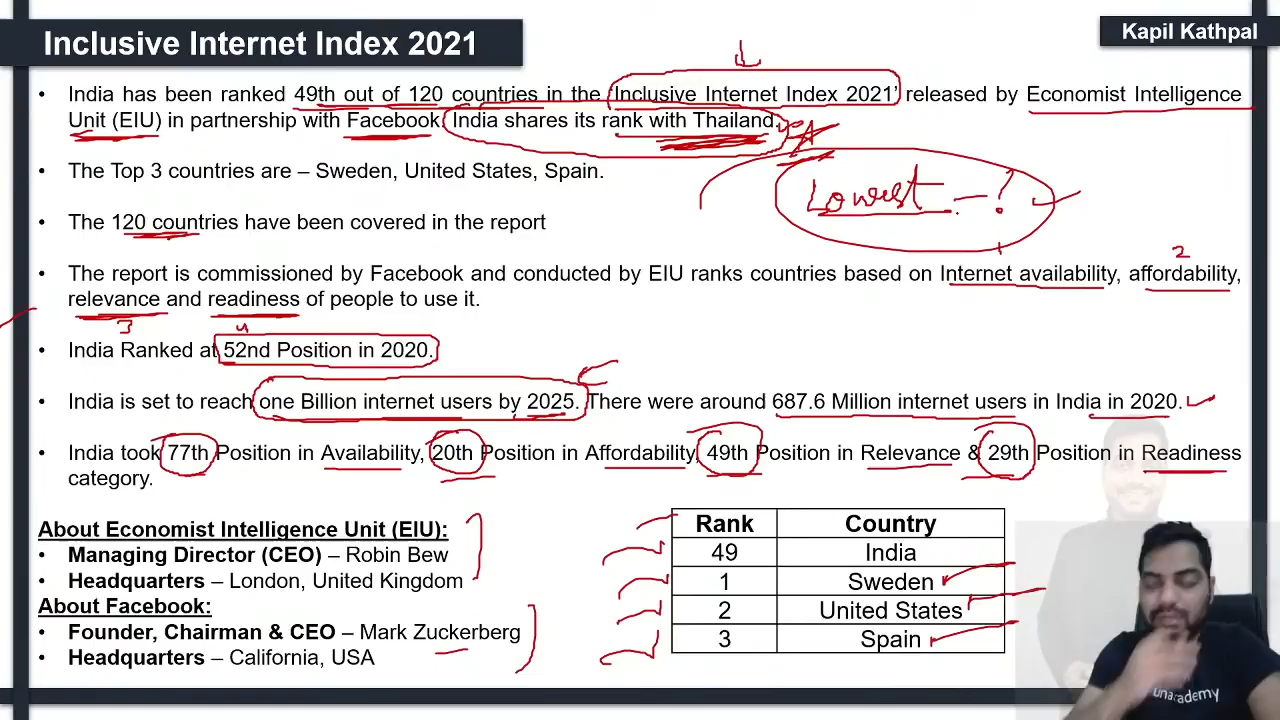 Inclusive Internet Index 2021
Kapil Kathpal
• India has been ranked 49th out of 120 countries in the 'Inclusive Internet Index 2021' released by Economist Intelligence
Unit (EIU) in partnership with Facebook. India shares its rank with Thailand.
• The Top 3 countries are – Sweden, United States, Spain.
Lowest - ?
• The 120 countries have been covered in the report
2
• The report is commissioned by Facebook and conducted by EIU ranks countries based on Internet availability, affordability,
relevance and readiness of people to use it.
3 4
• India Ranked at 52nd Position in 2020.
• India is set to reach one Billion internet users by 2025. There were around 687.6 Million internet users in India in 2020.
• India took 77th Position in Availability, 20th Position in Affordability, 49th Position in Relevance & 29th Position in Readiness
category.
About Economist Intelligence Unit (EIU):
• Managing Director (CEO) – Robin Bew
• Headquarters – London, United Kingdom
About Facebook:
• Founder, Chairman & CEO – Mark Zuckerberg
• Headquarters – California, USA
Rank Country
49 India
1 Sweden
2 United States
3 Spain
unacademy